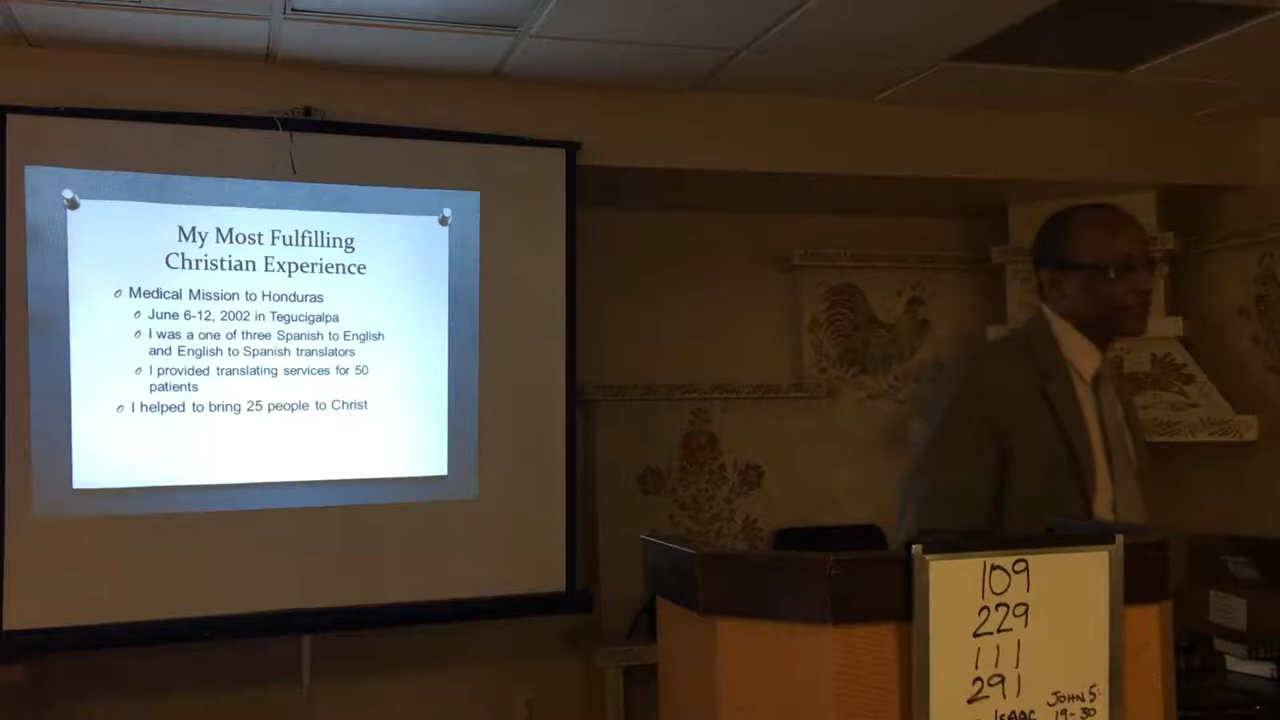 My Most Fulfilling
Christian Experience
Medical Mission to Honduras
June 6-12, 2002 in Tegucigalpa
I was a one of three Spanish to English
and English to Spanish translators
I provided translating services for 50
patients
I helped to bring 25 people to Christ
109
229
111
291
JOHN 5:
ISAAC 19-30